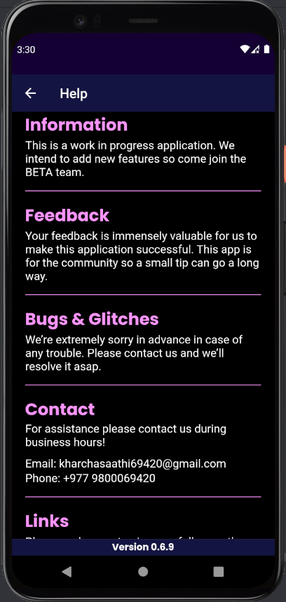 3:30
Help
Information
This is a work in progress application. We
intend to add new features so come join the
BETA team.
Feedback
Your feedback is immensely valuable for us to
make this application successful. This app is
for the community so a small tip can go a long
way.
Bugs & Glitches
We're extremely sorry in advance in case of
any trouble. Please contact us and we'll
resolve it asap.
Contact
For assistance please contact us during
business hours!
Email: kharchasaathi69420@gmail.com
Phone: +977 9800069420
Links
Version 0.6.9